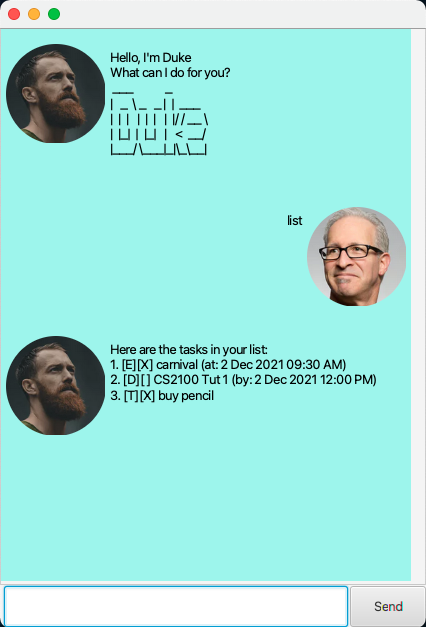 Hello, I'm Duke
What can I do for you?
 ____        _
|  _ \ _   _| | _____
| | | | | | | |/ / _ \
| |_| | |_| |   <  __/
|____/ \__,_|_|\_\___|
list
Here are the tasks in your list:
1. [E][X] carnival (at: 2 Dec 2021 09:30 AM)
2. [D][ ] CS2100 Tut 1 (by: 2 Dec 2021 12:00 PM)
3. [T][X] buy pencil
Send